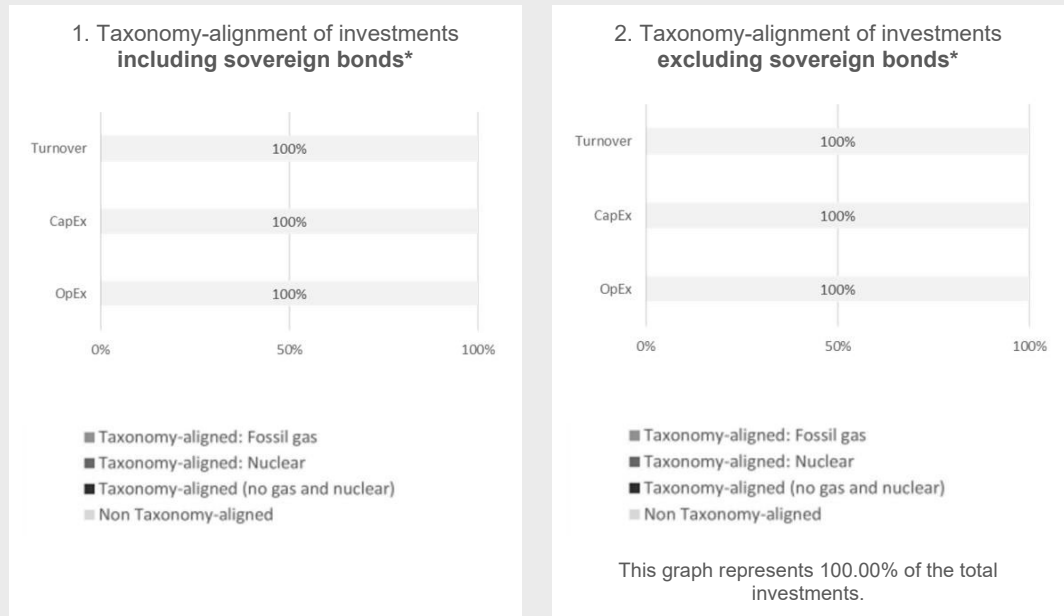 1. Taxonomy-alignment of investments
including sovereign bonds*
Turnover
100%
CapEx
100%
OpEx
100%
0%
50%
100%
Taxonomy-aligned: Fossil gas
Taxonomy-aligned: Nuclear
Taxonomy-aligned (no gas and nuclear)
Non Taxonomy-aligned
2. Taxonomy-alignment of investments
excluding sovereign bonds*
Turnover
100%
CapEx
100%
OpEx
100%
0%
50%
100%
Taxonomy-aligned: Fossil gas
Taxonomy-aligned: Nuclear
Taxonomy-aligned (no gas and nuclear)
Non Taxonomy-aligned
This graph represents 100.00% of the total
investments.